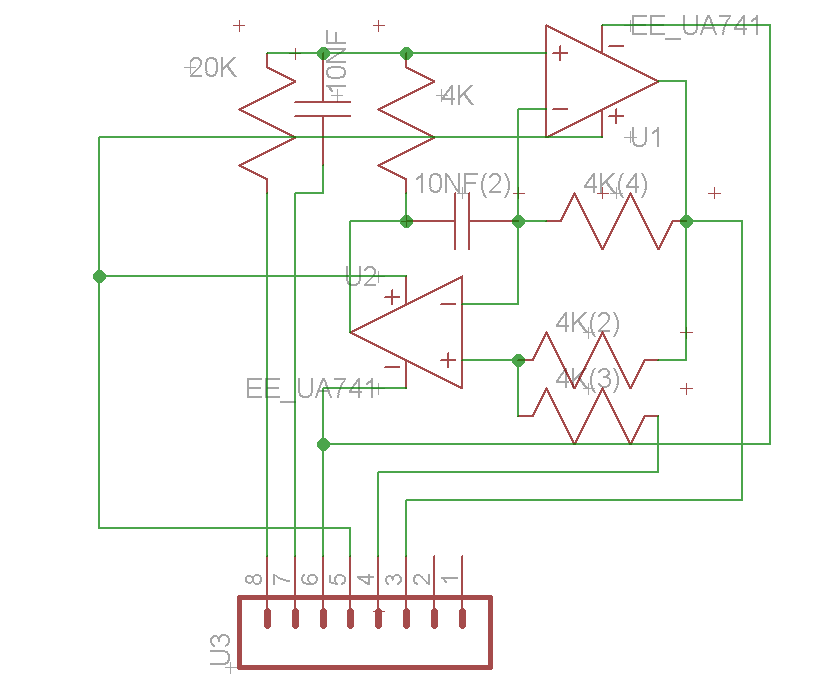 EE_UA741
20K
10NF
4K
U1
10NF(2)
4K(4)
U2
4K(2)
4K(3)
EE_UA741
8 7 6 5 4 3 2 1
U3